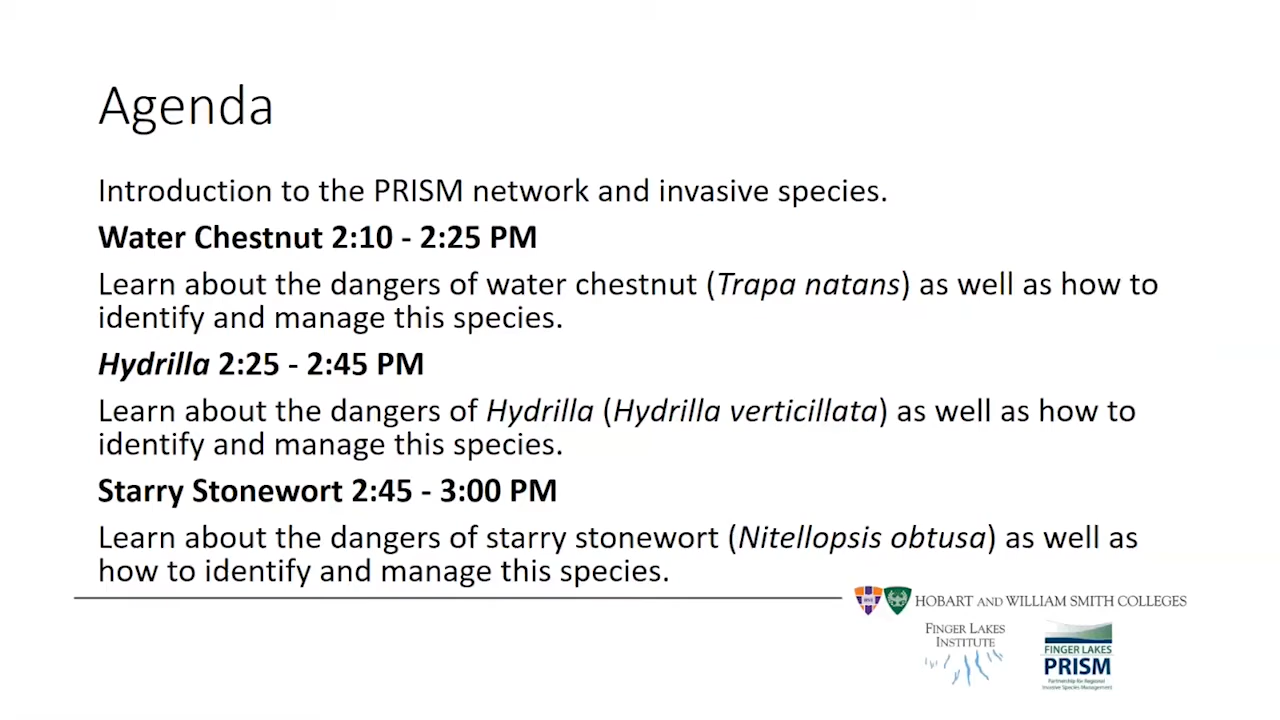 Agenda
Introduction to the PRISM network and invasive species.
Water Chestnut 2:10 - 2:25 PM
Learn about the dangers of water chestnut (Trapa natans) as well as how to
identify and manage this species.
Hydrilla 2:25 - 2:45 PM
Learn about the dangers of Hydrilla (Hydrilla verticillata) as well as how to
identify and manage this species.
Starry Stonewort 2:45 - 3:00 PM
Learn about the dangers of starry stonewort (Nitellopsis obtusa) as well as
how to identify and manage this species.
HOBART AND WILLIAM SMITH COLLEGES
FINGER LAKES
INSTITUTE
FINGER LAKES
PRISM
Partnership for Regional
Invasive Species Management